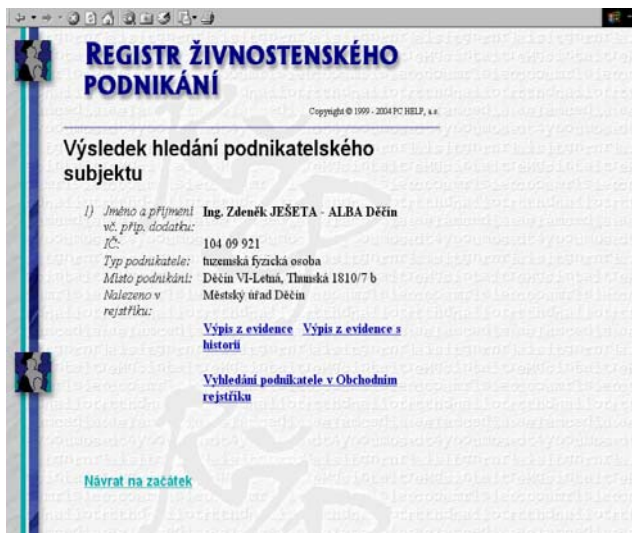 REGISTR ŽIVNOSTENSKÉHO
PODNIKÁNÍ
Copyright © 1999 - 2004 PC HELP, a.s.
Výsledek hledání podnikatelského
subjektu
1) Jméno a příjmení Ing. Zdeněk JEŠETA - ALBA Děčín
vč. příp. dodatku:
IČ: 104 09 921
Typ podnikatele: tuzemská fyzická osoba
Místo podnikání: Děčín VI-Letná, Thunská 1810/7 b
Nalezeno v Městský úřad Děčín
rejstříku:
Výpis z evidence Výpis z evidence s
historií
Vyhledání podnikatele v Obchodním
rejstříku
Návrat na začátek